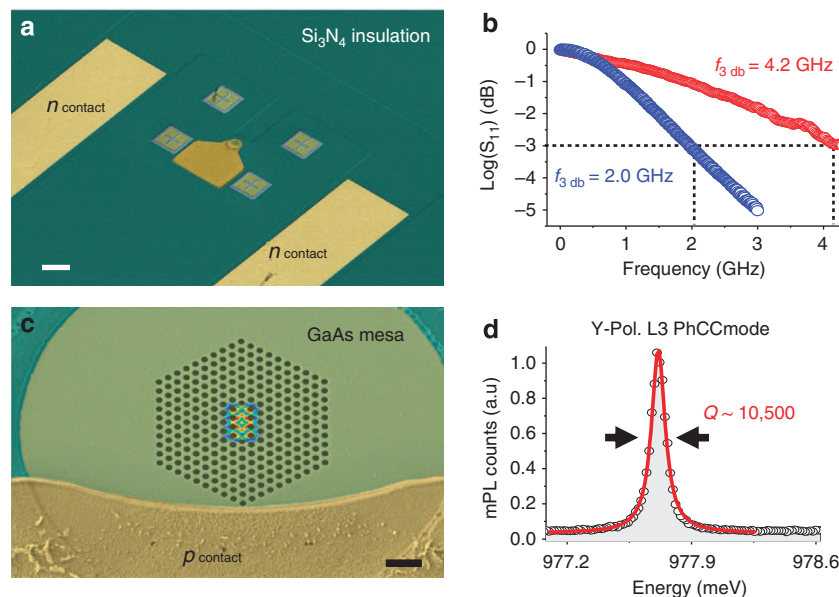 a
Si₃N₄ insulation
n contact
n contact
b
0
−1
−2
−3
−4
−5
Log(S₁₁) (dB)
f₃ db = 4.2 GHz
f₃ db = 2.0 GHz
0 1 2 3 4
Frequency (GHz)
c
GaAs mesa
p contact
d
Y-Pol. L3 PhCCmode
1.0
0.8
0.6
0.4
0.2
0.0
mPL counts (a.u)
Q ~ 10,500
977.2 977.9 978.6
Energy (meV)